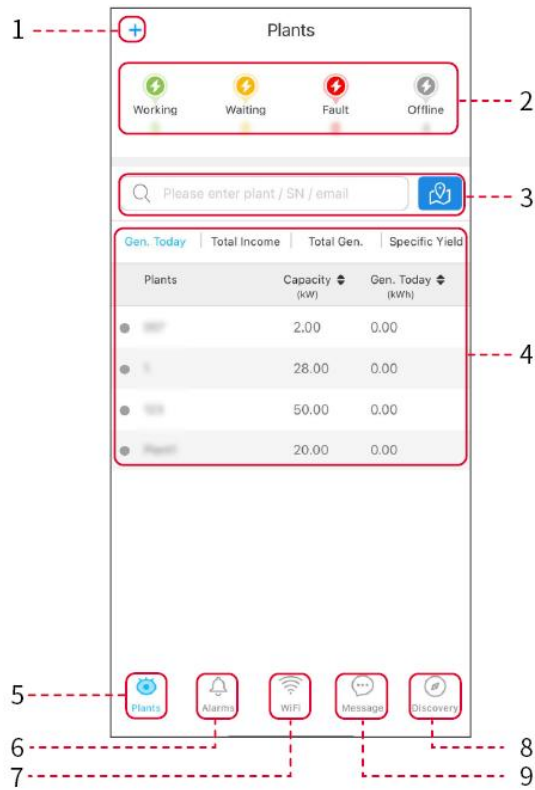 1
Plants
Working Waiting Fault Offline
2
Please enter plant / SN / email
3
Gen. Today Total Income Total Gen. Specific Yield
Plants Capacity Gen. Today
(kW) (kWh)
2.00 0.00
4
28.00 0.00
50.00 0.00
20.00 0.00
5
Plants Alarms WiFi Message Discovery
6
8
7
9